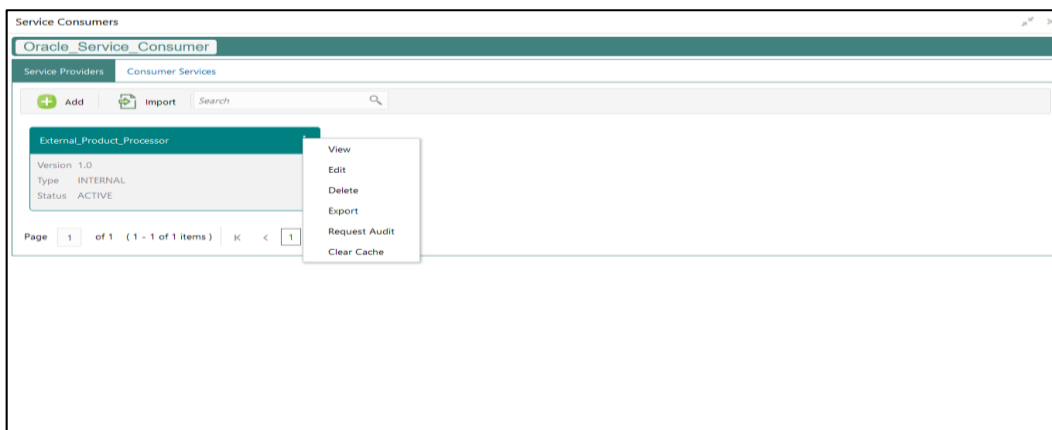 Service Consumers
Oracle_Service_Consumer
Service Providers Consumer Services
Add Import Search
External_Product_Processor
Version 1.0
Type INTERNAL
Status ACTIVE
View
Edit
Delete
Export
Request Audit
Clear Cache
Page 1 of 1 ( 1 - 1 of 1 items ) K < 1